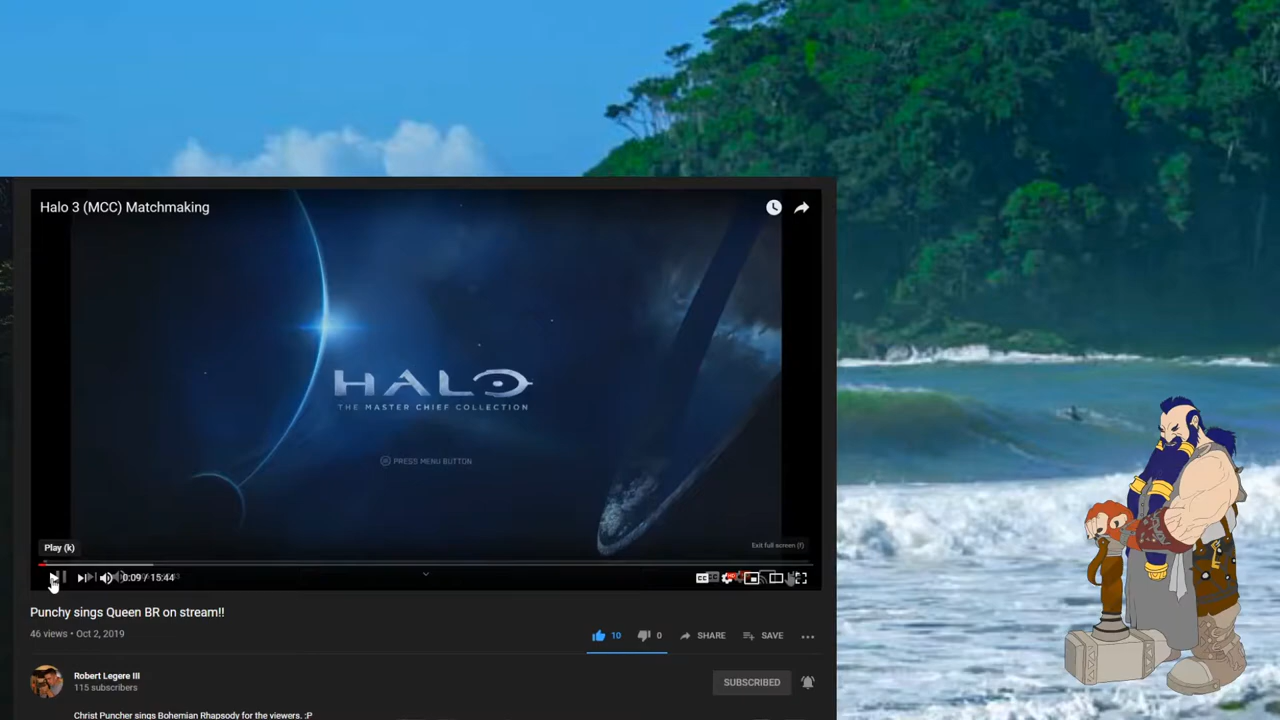 Halo 3 (MCC) Matchmaking
HALO
THE MASTER CHIEF COLLECTION
PRESS MENU BUTTON
Play (k)
Exit full screen (f)
0:09 / 15:44
CC HD
Punchy sings Queen BR on stream!!
46 views • Oct 2, 2019
10 0 SHARE SAVE
Robert Legere III
115 subscribers
SUBSCRIBED
Christ Puncher sings Bohemian Rhapsody for the viewers. :P